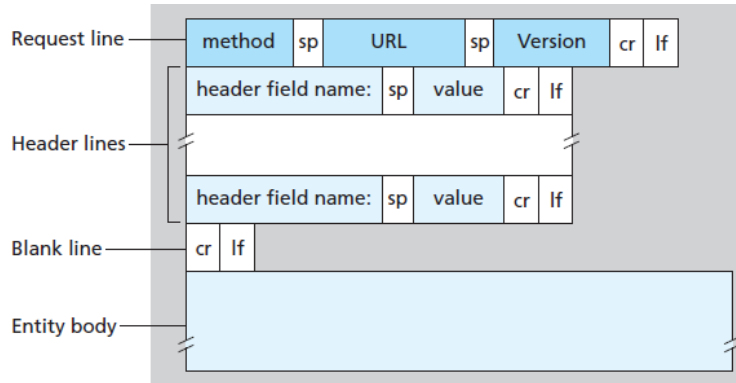 Request line method sp URL sp Version cr lf
header field name: sp value cr lf
Header lines
header field name: sp value cr lf
Blank line cr lf
Entity body